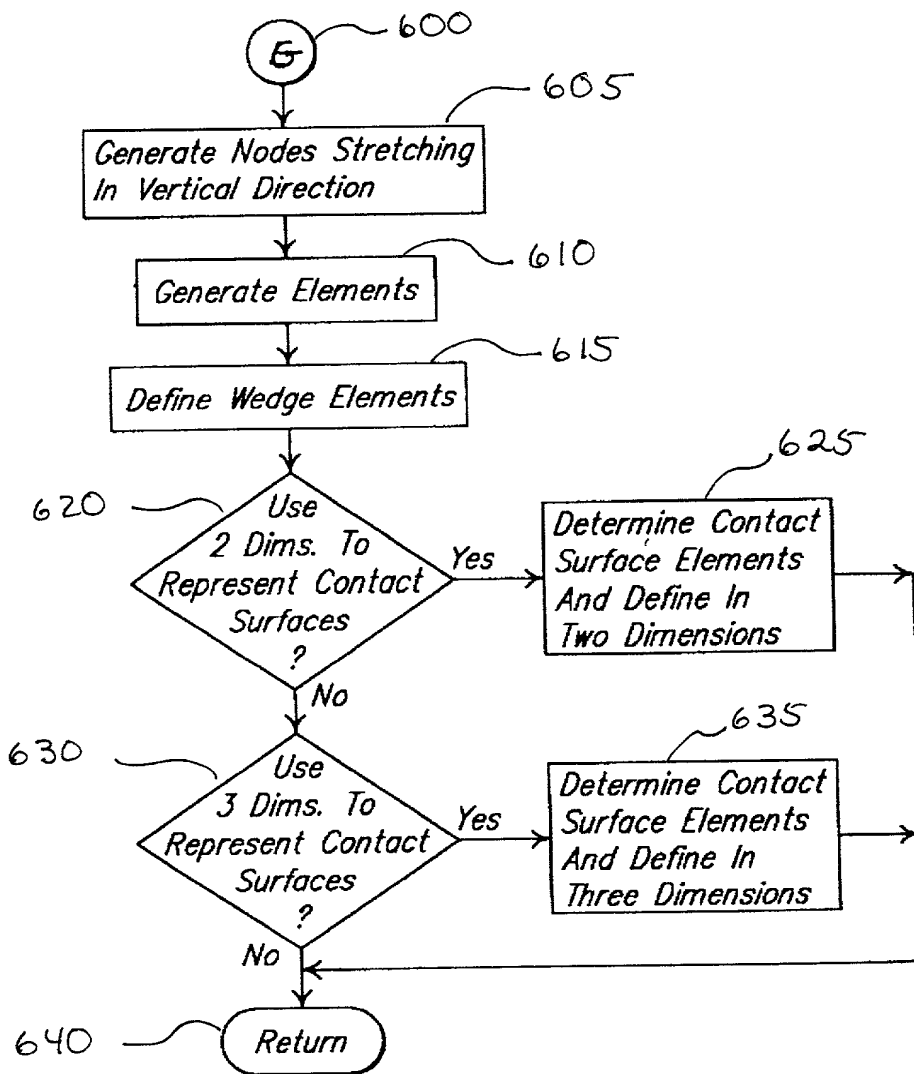 600
G
605
Generate Nodes Stretching
In Vertical Direction
610
Generate Elements
615
Define Wedge Elements
620
Use
2 Dims. To
Represent Contact
Surfaces
?
Yes
No
625
Determine Contact
Surface Elements
And Define In
Two Dimensions
630
Use
3 Dims. To
Represent Contact
Surfaces
?
Yes
No
635
Determine Contact
Surface Elements
And Define In
Three Dimensions
640
Return